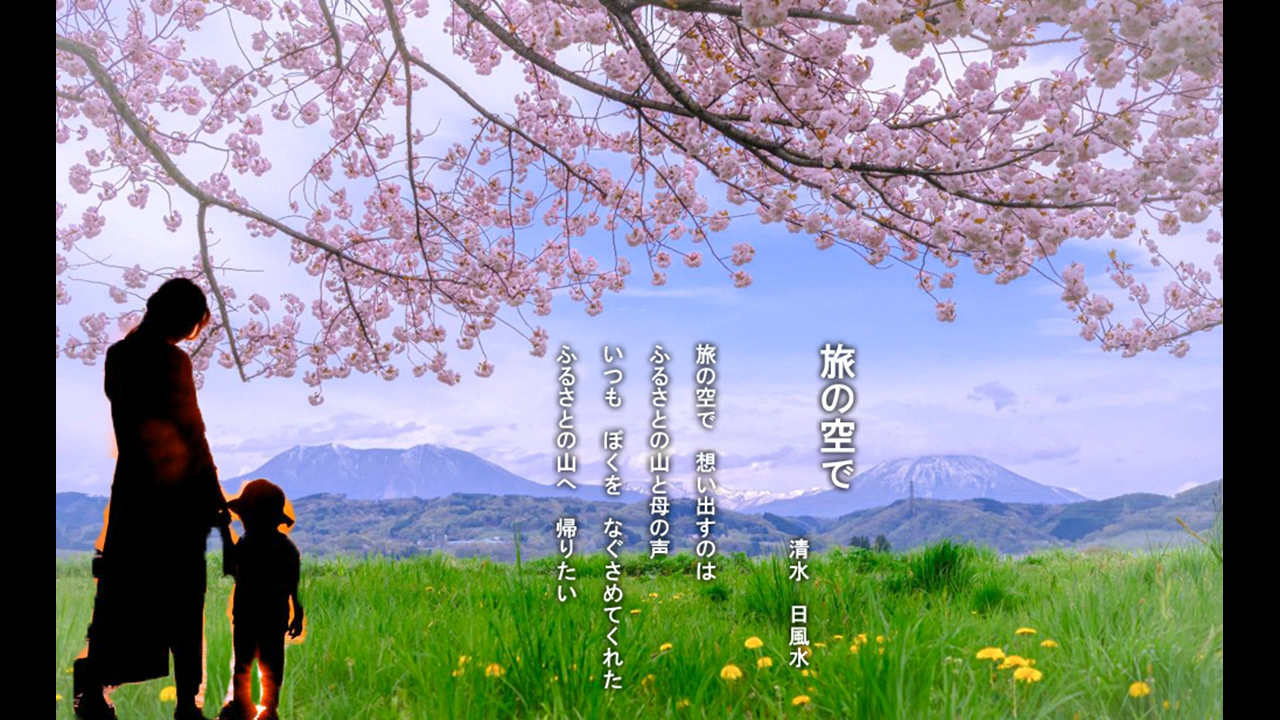 旅の空で
清水 日風水
旅の空で 想い出すのは
ふるさとの山と母の声
いつも ぼくを なぐさめてくれた
ふるさとの山へ 帰りたい